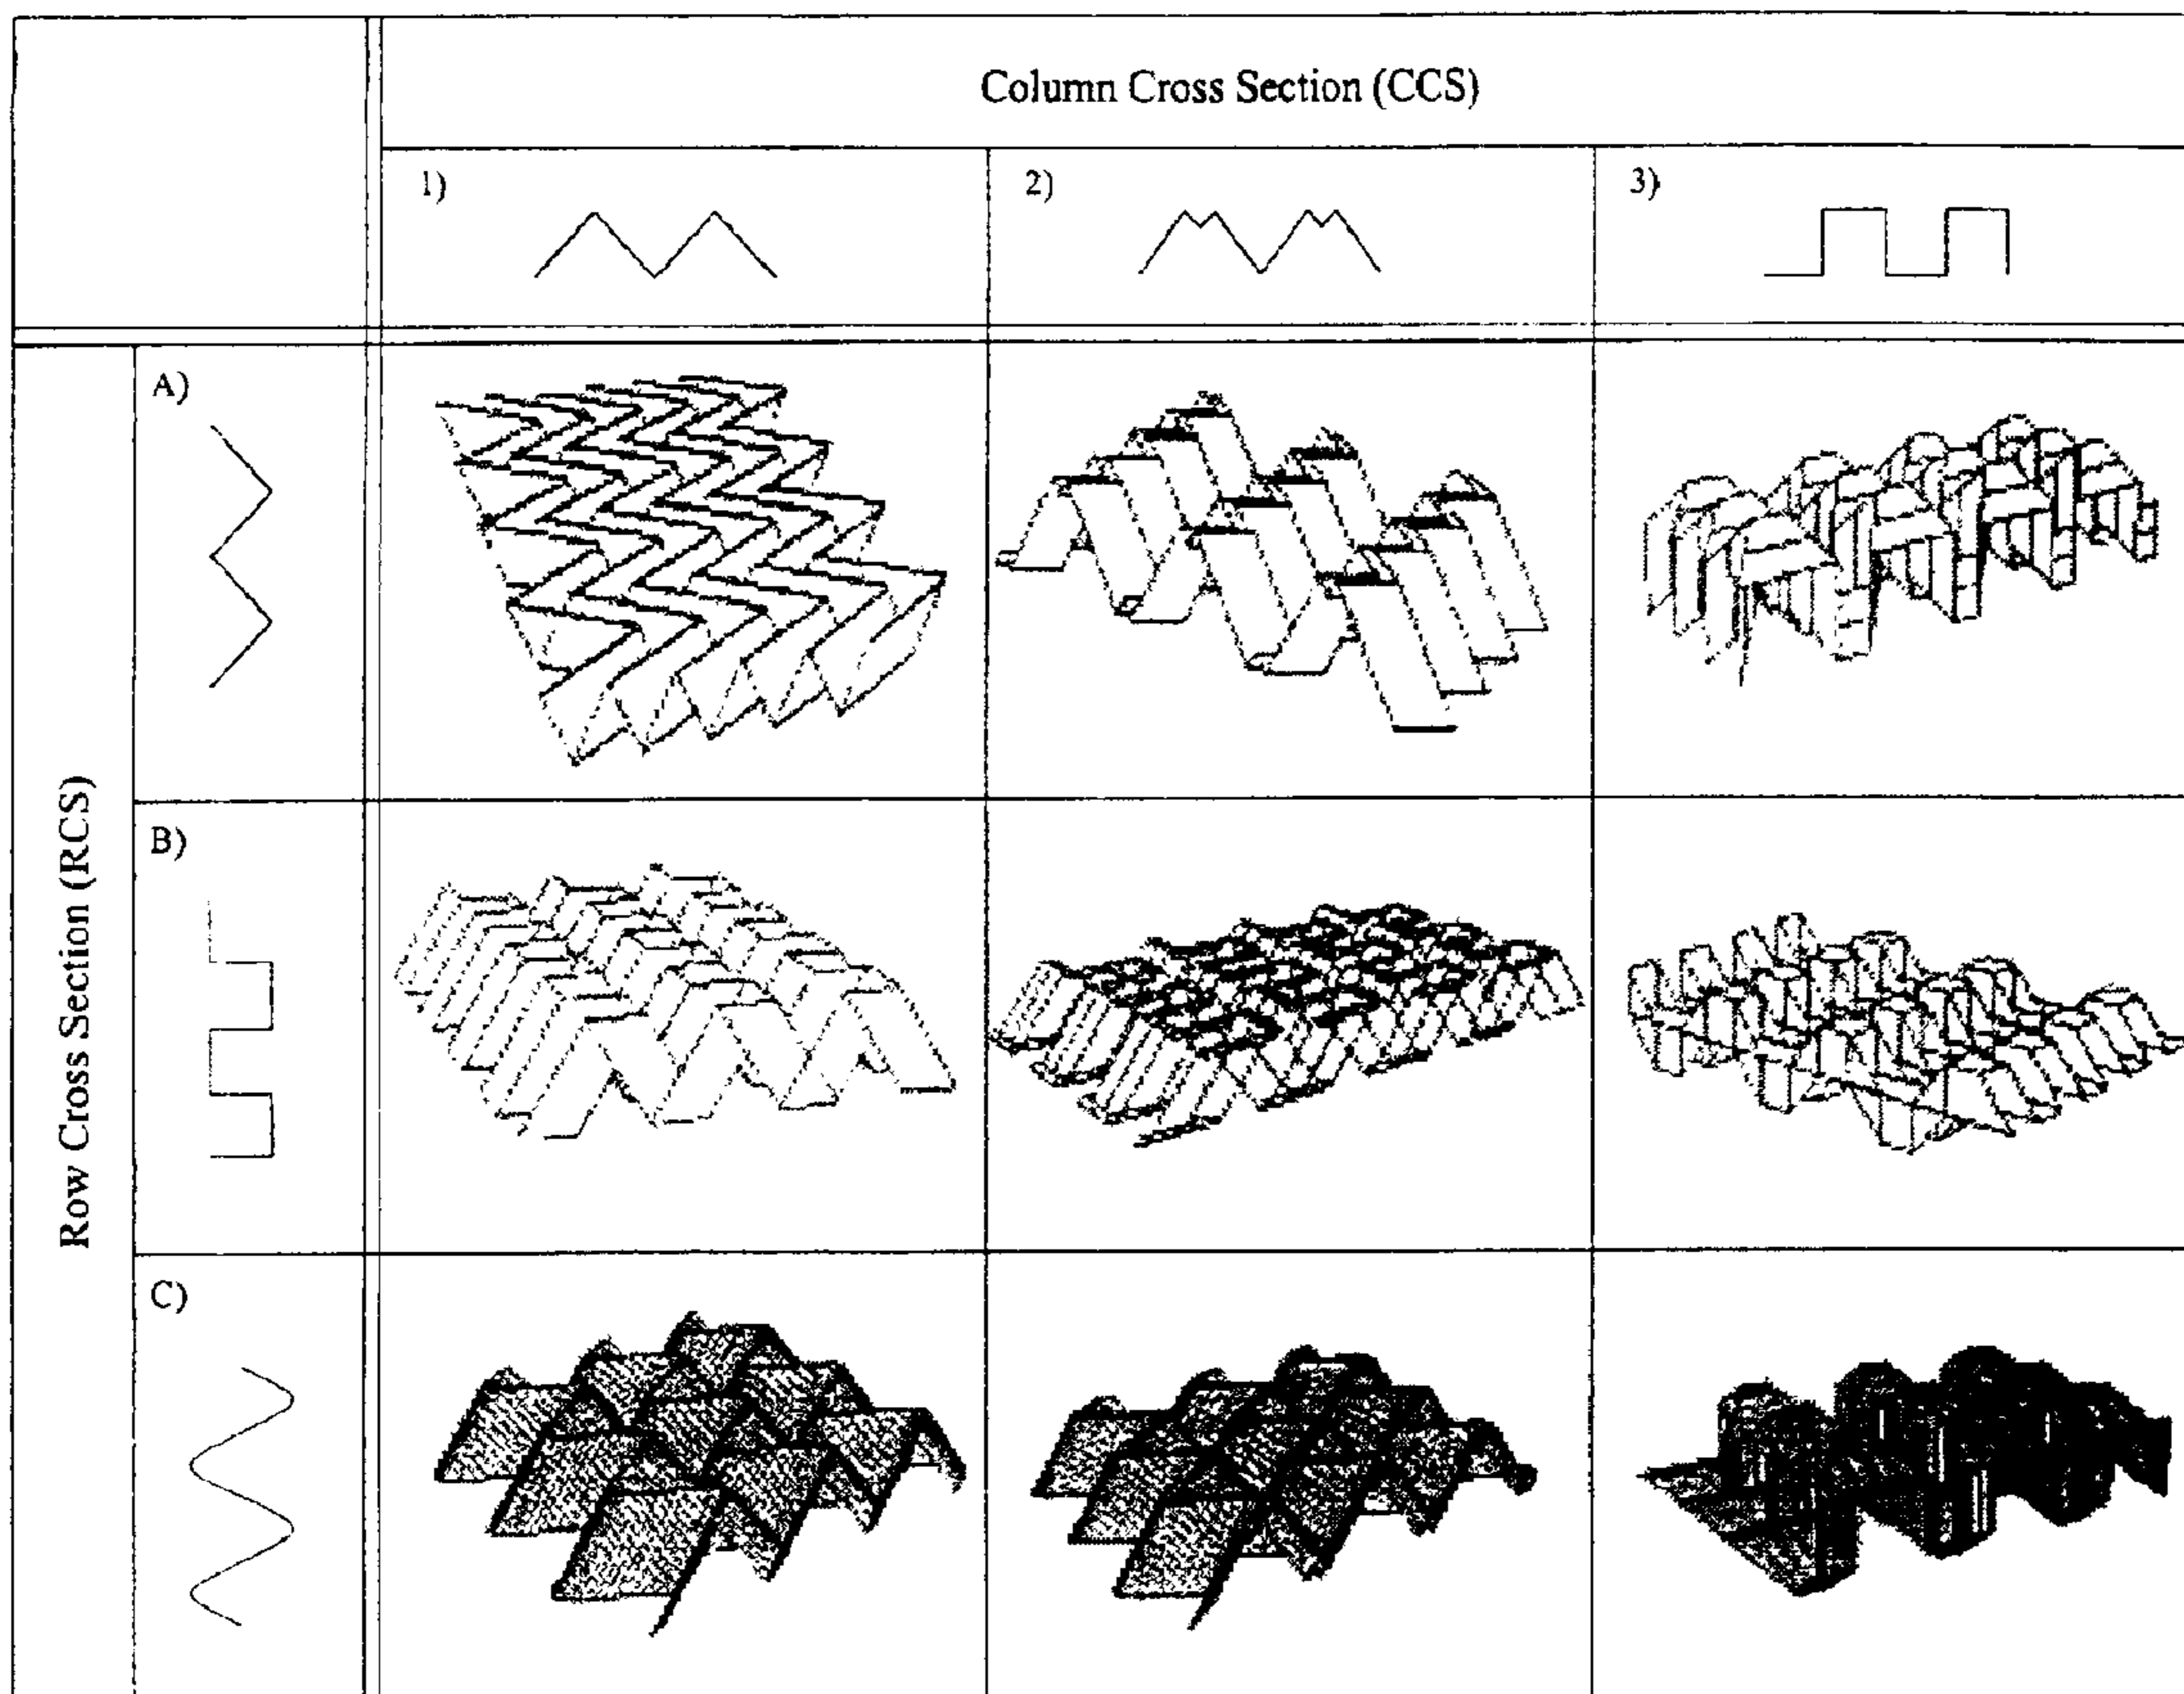 Column Cross Section (CCS)
1)
2)
3)
Row Cross Section (RCS)
A)
B)
C)